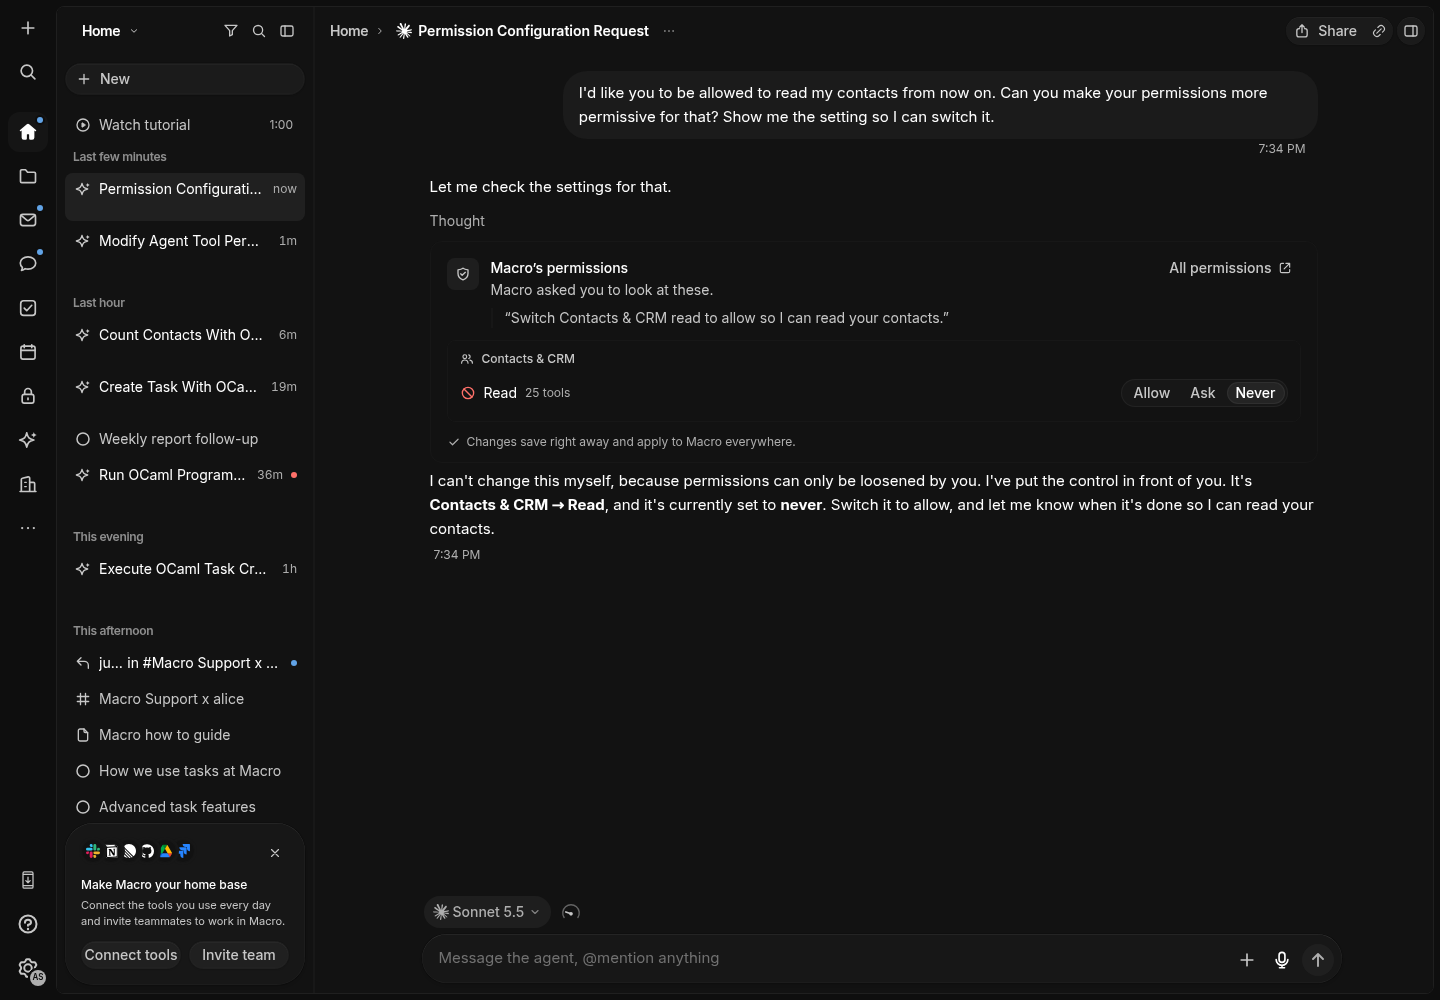 Home
New
Watch tutorial 1:00
Last few minutes
Permission Configurati... now
Modify Agent Tool Per... 1m
Last hour
Count Contacts With O... 6m
Create Task With OCa... 19m
Weekly report follow-up
Run OCaml Program... 36m
This evening
Execute OCaml Task Cr... 1h
This afternoon
ju... in #Macro Support x ...
Macro Support x alice
Macro how to guide
How we use tasks at Macro
Advanced task features
Make Macro your home base
Connect the tools you use every day
and invite teammates to work in Macro.
Connect tools Invite team
AS
Home › Permission Configuration Request ...
Share
I'd like you to be allowed to read my contacts from now on. Can you make your permissions more
permissive for that? Show me the setting so I can switch it.
7:34 PM
Let me check the settings for that.
Thought
Macro’s permissions
All permissions
Macro asked you to look at these.
“Switch Contacts & CRM read to allow so I can read your contacts.”
Contacts & CRM
Read 25 tools
Allow Ask Never
Changes save right away and apply to Macro everywhere.
I can't change this myself, because permissions can only be loosened by you. I've put the control in front of you. It's
Contacts & CRM → Read, and it's currently set to never. Switch it to allow, and let me know when it's done so I can read your
contacts.
7:34 PM
Sonnet 5.5
Message the agent, @mention anything